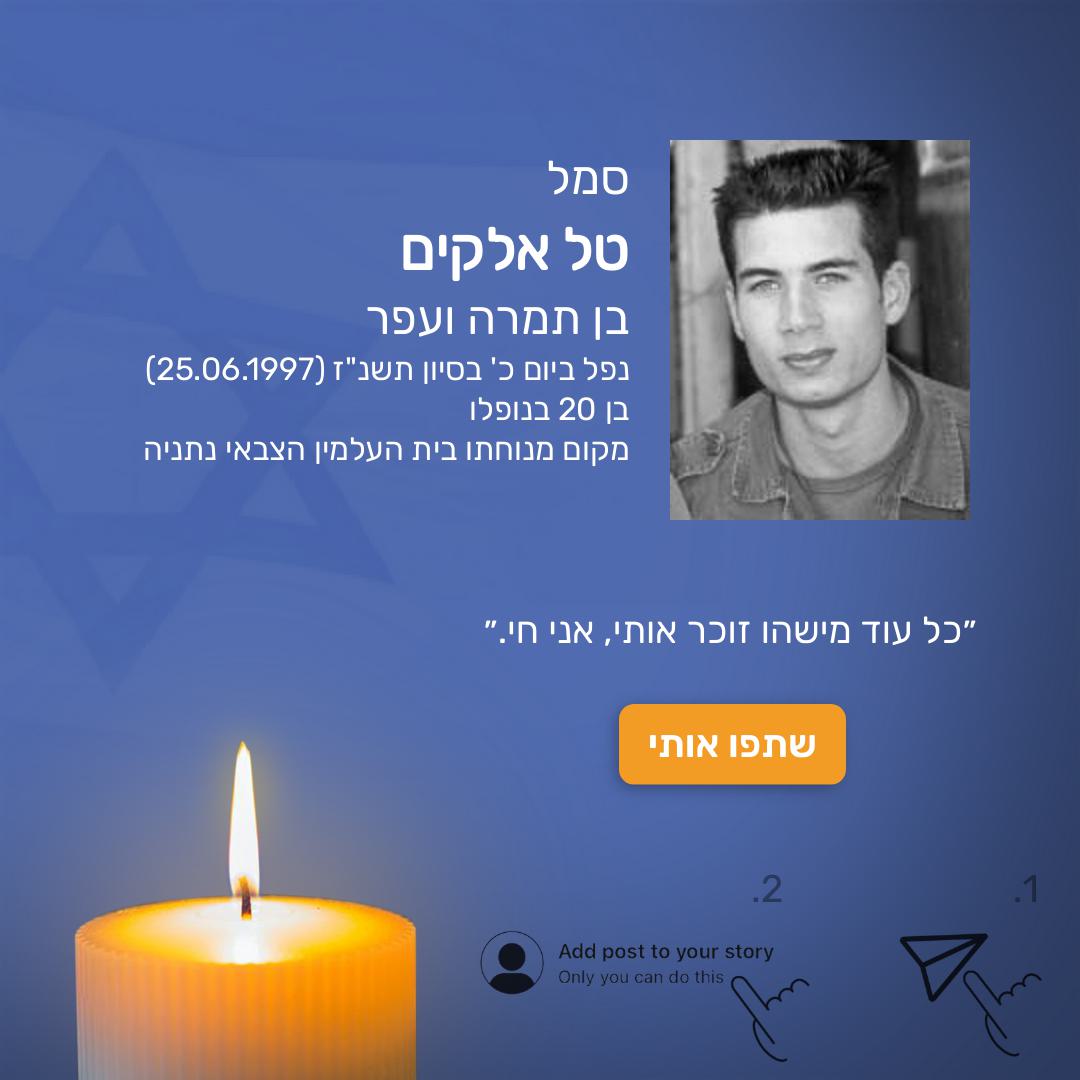 סמל
טל אלקים
בן תמרה ועפר
נפל ביום כ' בסיון תשנ"ז (25.06.1997)
בן 20 בנופלו
מקום מנוחתו בית העלמין הצבאי נתניה
״כל עוד מישהו זוכר אותי, אני חי.״
שתפו אותי
.1
.2
Add post to your story
Only you can do this